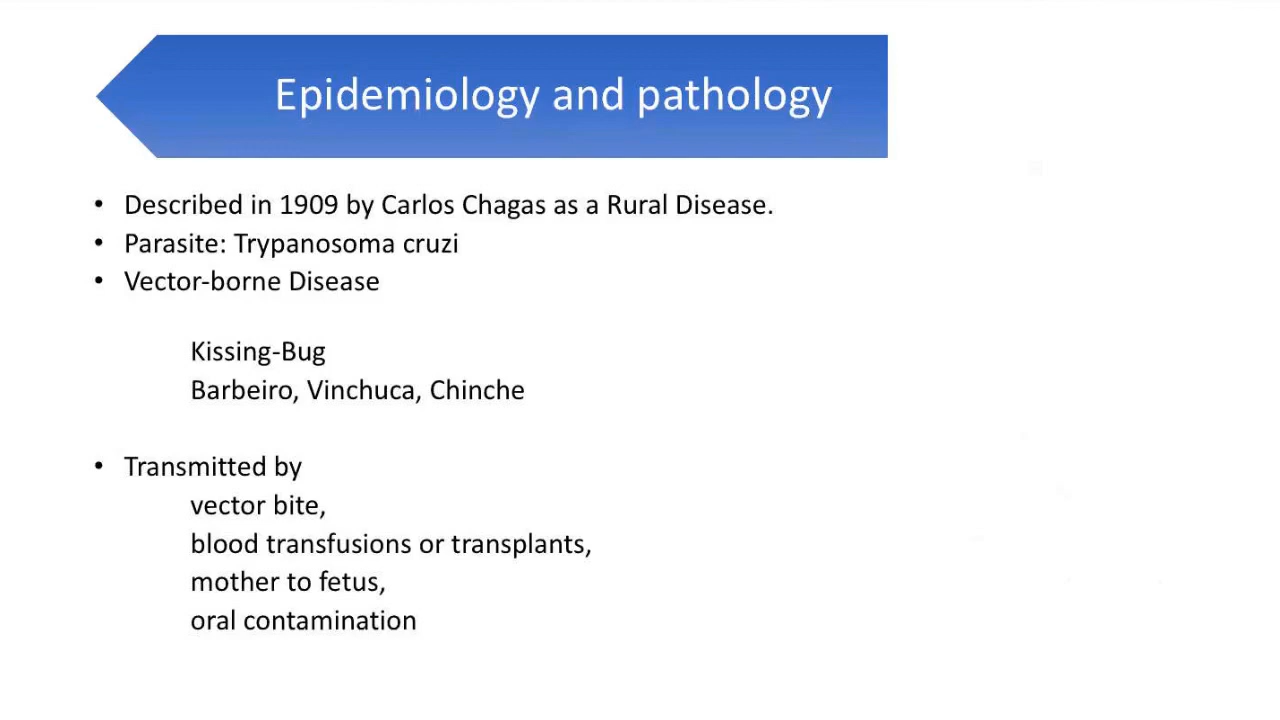 Epidemiology and pathology
• Described in 1909 by Carlos Chagas as a Rural Disease.
• Parasite: Trypanosoma cruzi
• Vector-borne Disease
Kissing-Bug
Barbeiro, Vinchuca, Chinche
• Transmitted by
vector bite,
blood transfusions or transplants,
mother to fetus,
oral contamination